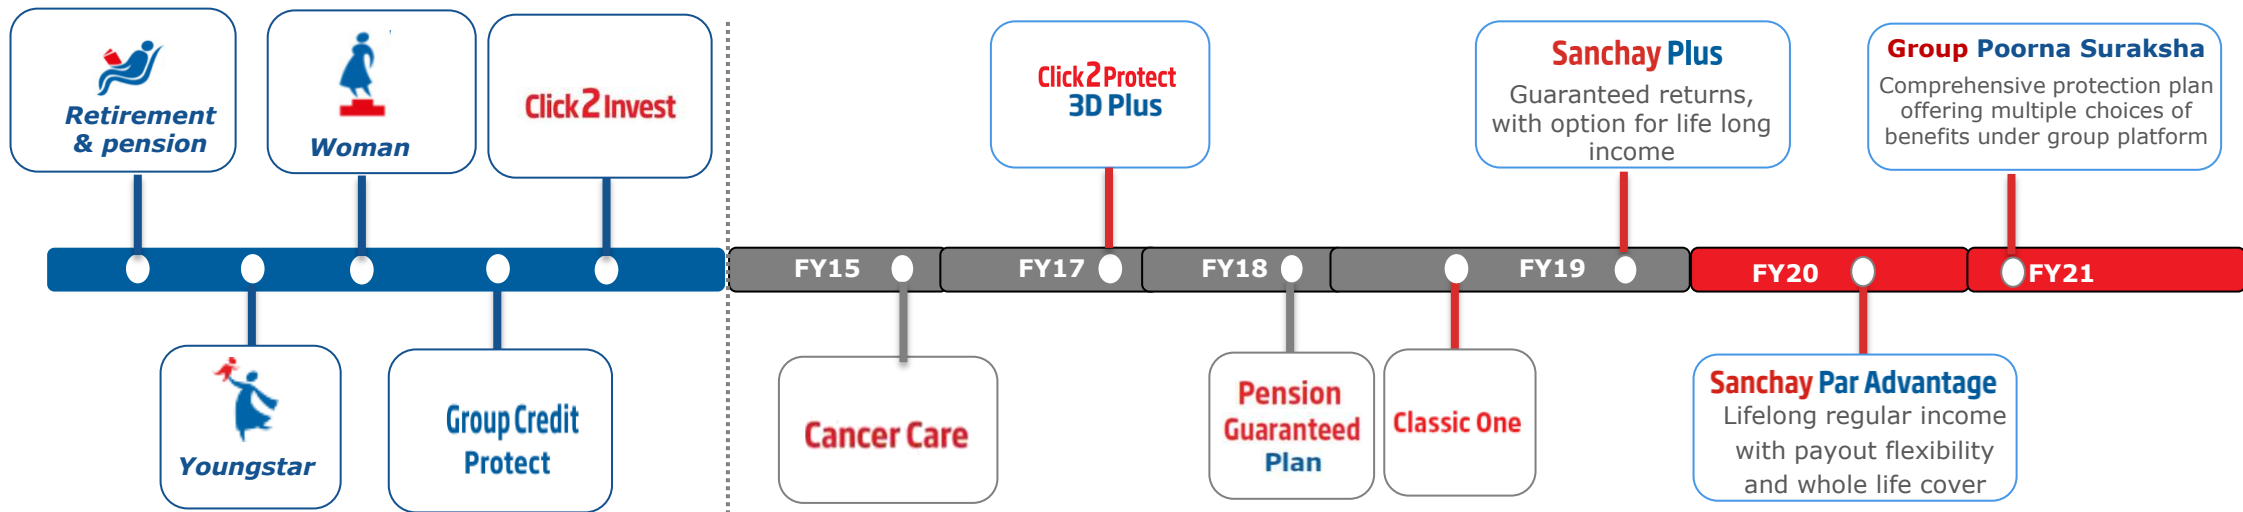 Retirement
& pension
Woman
Click2Invest
Click2Protect
3D Plus
Sanchay Plus
Guaranteed returns,
with option for life long
income
Group Poorna Suraksha
Comprehensive protection plan
offering multiple choices of
benefits under group platform
FY15
FY17
FY18
FY19
FY20
FY21
Youngstar
Group Credit
Protect
Cancer Care
Pension
Guaranteed
Plan
Classic One
Sanchay Par Advantage
Lifelong regular income
with payout flexibility
and whole life cover